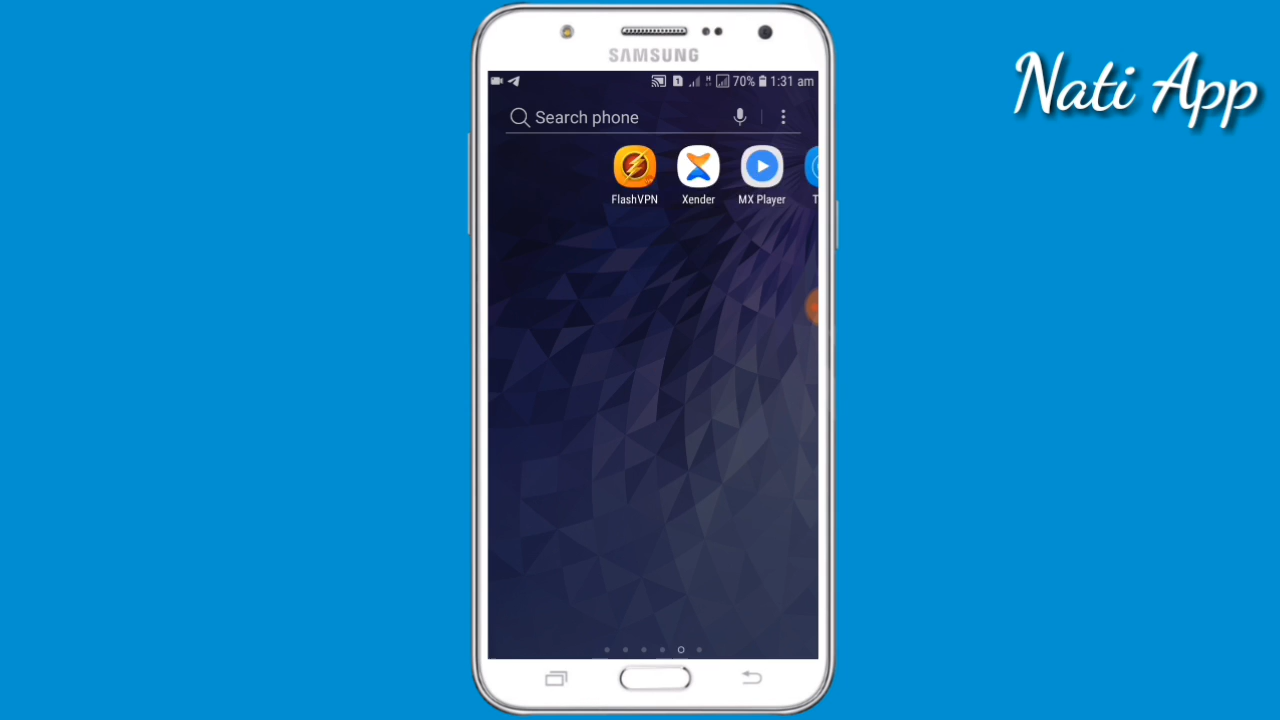 Nati App
SAMSUNG
70% 1:31 am
Search phone
FlashVPN Xender MX Player T